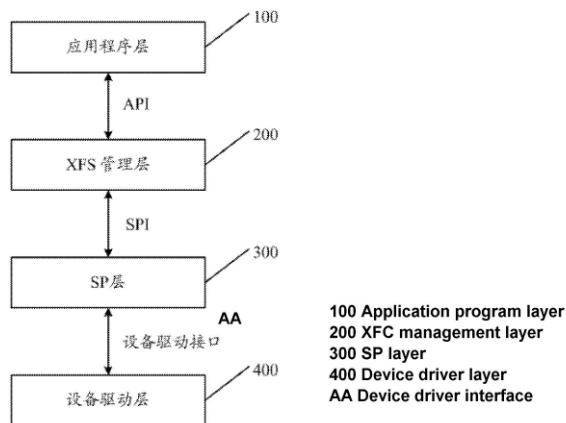 100
应用程序层
API
200
XFS 管理层
SPI
300
SP层
AA
设备驱动接口
400
设备驱动层
100 Application program layer
200 XFC management layer
300 SP layer
400 Device driver layer
AA Device driver interface